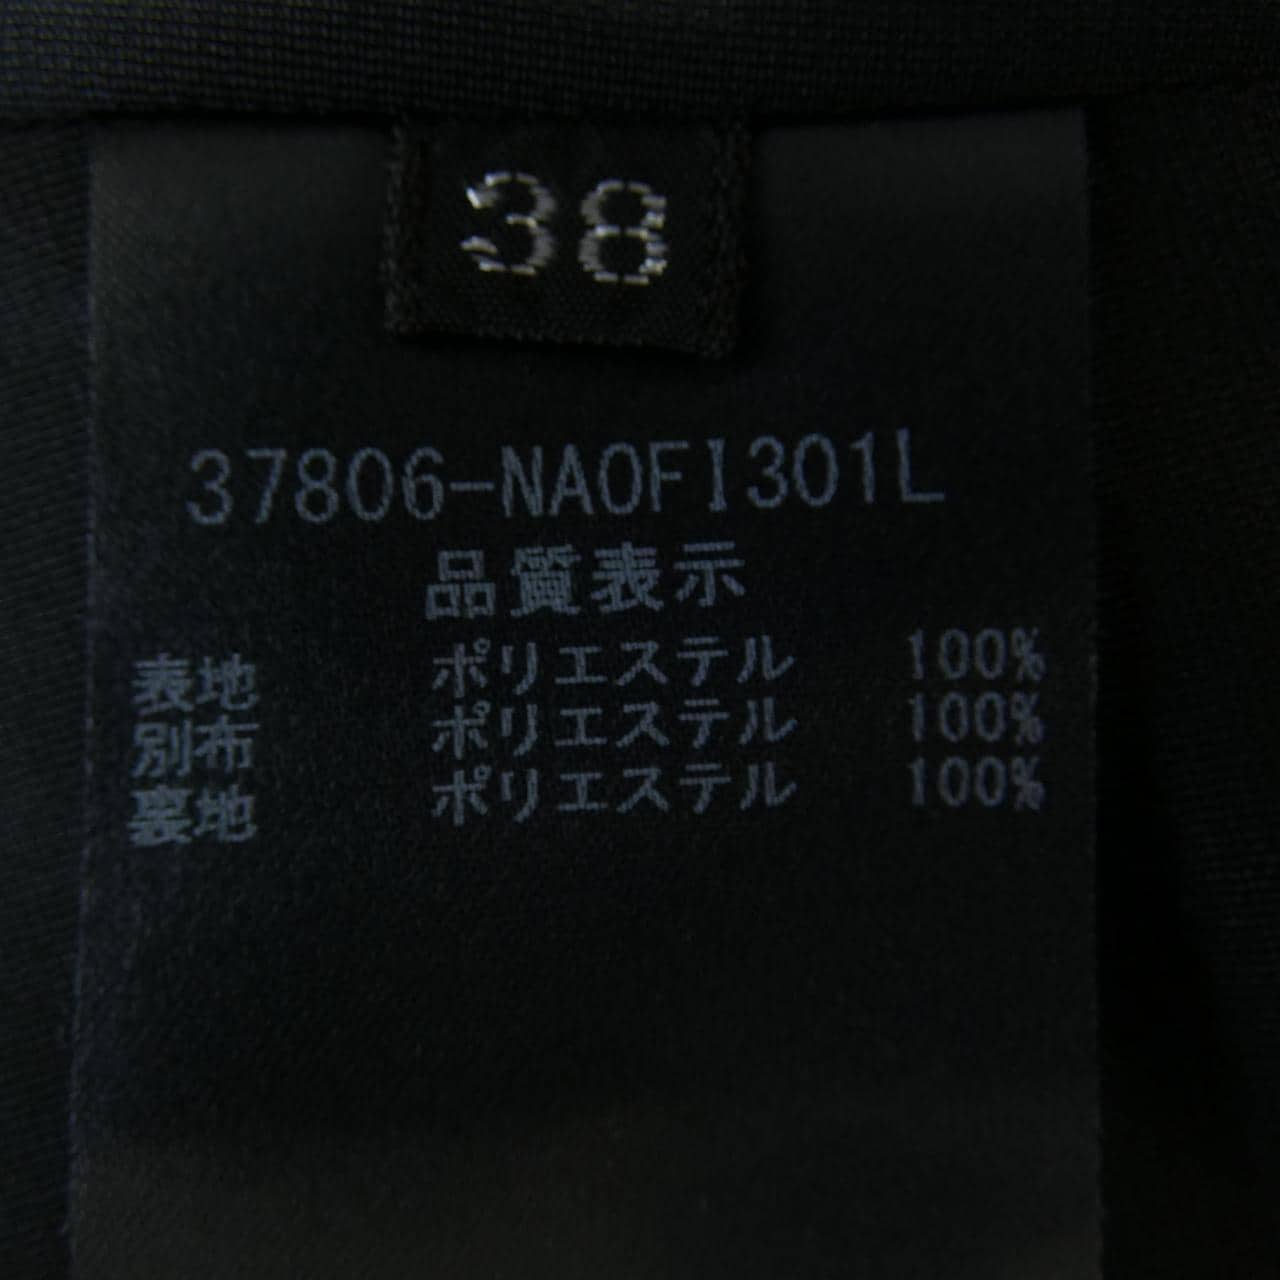 38
37806-NA0FI301L
品質表示
表地 ポリエステル 100%
別布 ポリエステル 100%
裏地 ポリエステル 100%